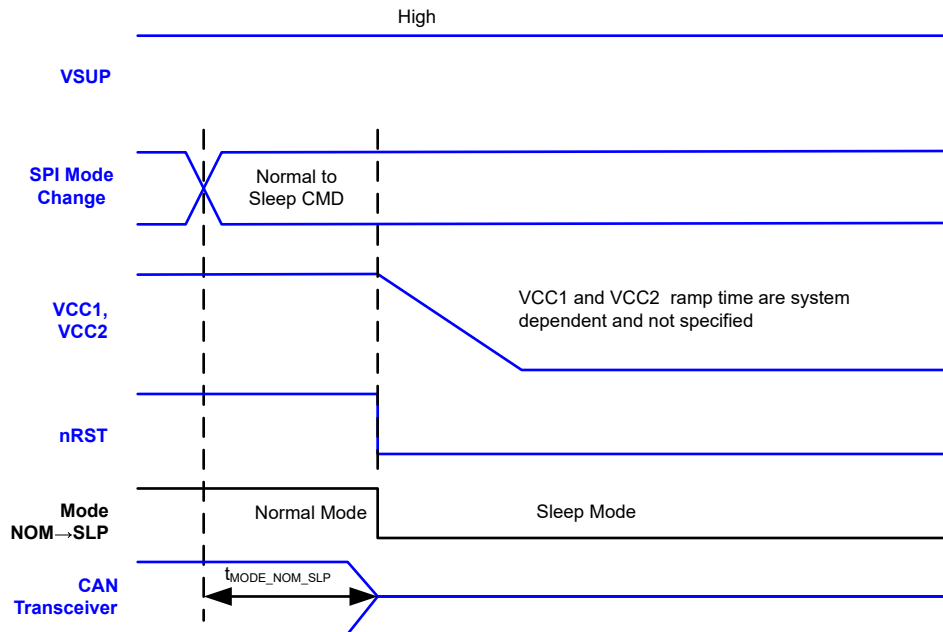 High
VSUP
SPI Mode
Change
Normal to
Sleep CMD
VCC1,
VCC2
VCC1 and VCC2 ramp time are system
dependent and not specified
nRST
Mode
NOM→SLP
Normal Mode
Sleep Mode
CAN
Transceiver
tMODE_NOM_SLP